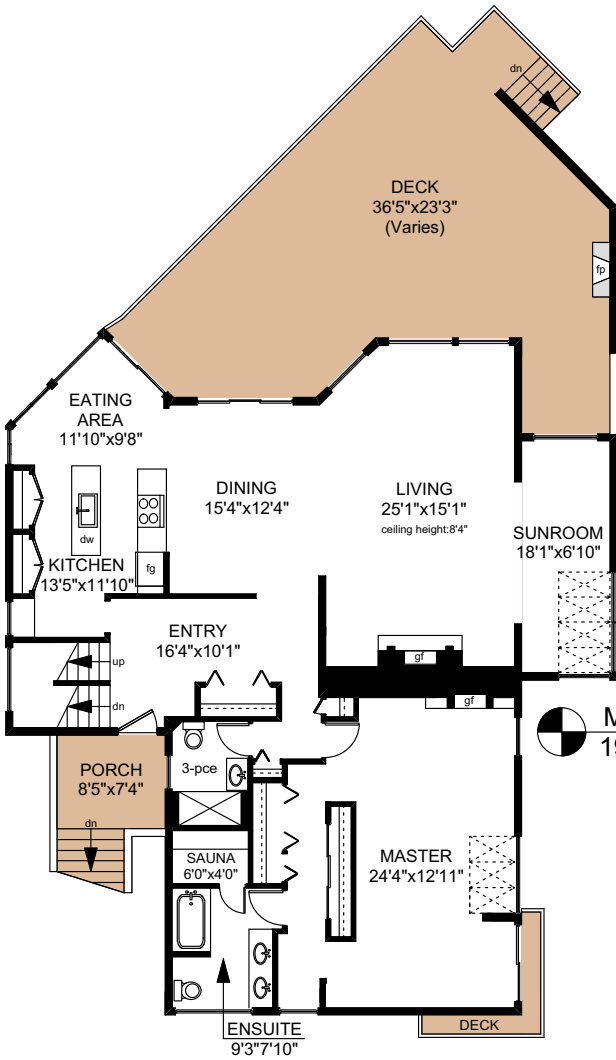 dn
DECK
36'5"x23'3"
(Varies)
fp
EATING
AREA
11'10"x9'8"
DINING
15'4"x12'4"
LIVING
25'1"x15'1"
ceiling height:8'4"
SUNROOM
18'1"x6'10"
dw
KITCHEN
13'5"x11'10"
fg
ENTRY
16'4"x10'1"
up
dn
gf
gf
M
19
PORCH
8'5"x7'4"
dn
3-pce
SAUNA
6'0"x4'0"
MASTER
24'4"x12'11"
ENSUITE
9'3"7'10"
DECK